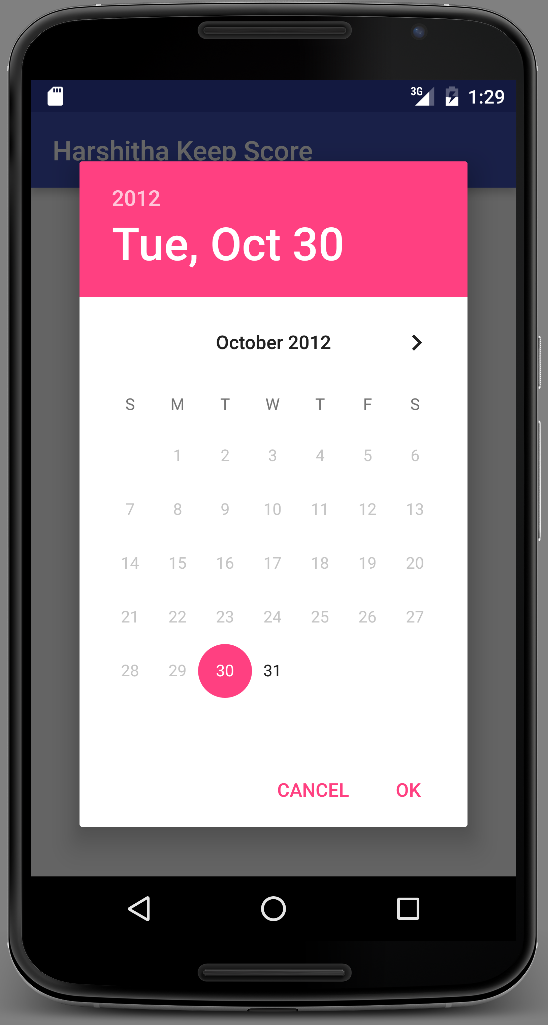 3G 1:29
Harshitha Keep Score
2012
Tue, Oct 30
October 2012
S M T W T F S
1 2 3 4 5 6
7 8 9 10 11 12 13
14 15 16 17 18 19 20
21 22 23 24 25 26 27
28 29 30 31
CANCEL OK